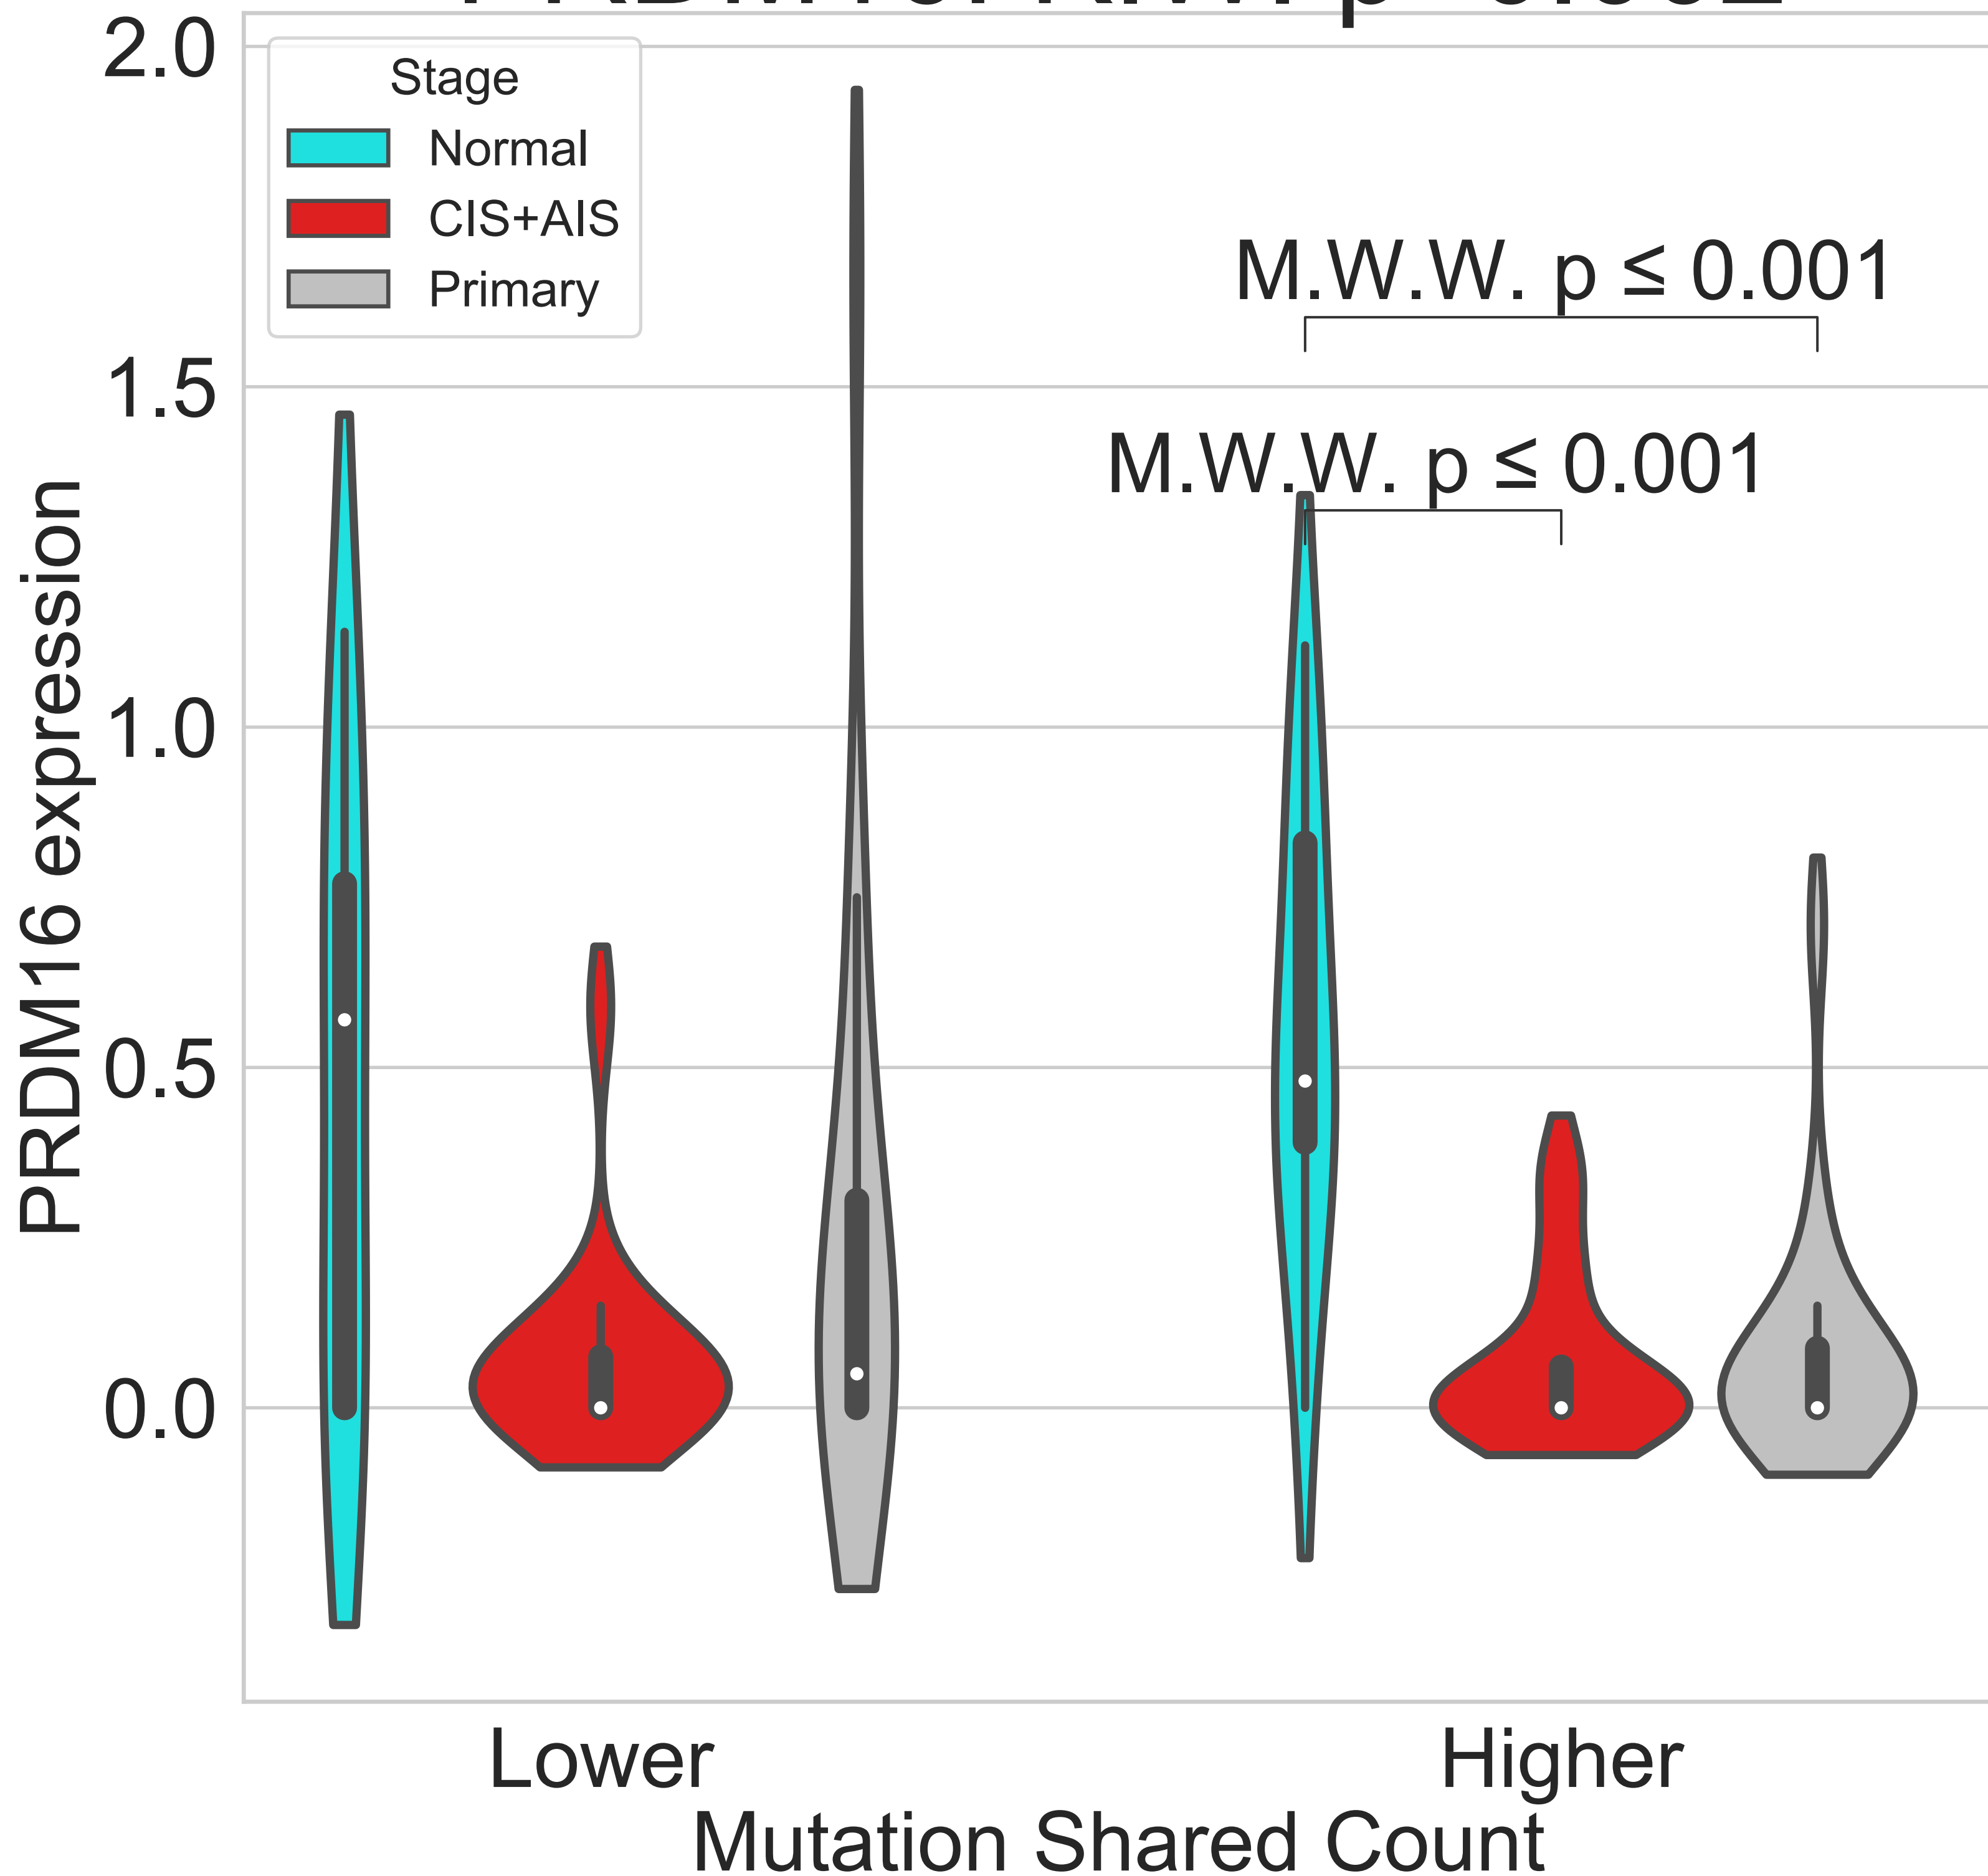 2.0
Stage
Normal
CIS+AIS
Primary
M.W.W. p ≤ 0.001
1.5
M.W.W. p ≤ 0.001
1.0
0.5
0.0
PRDM16 expression
Lower
Higher
Mutation Shared Count